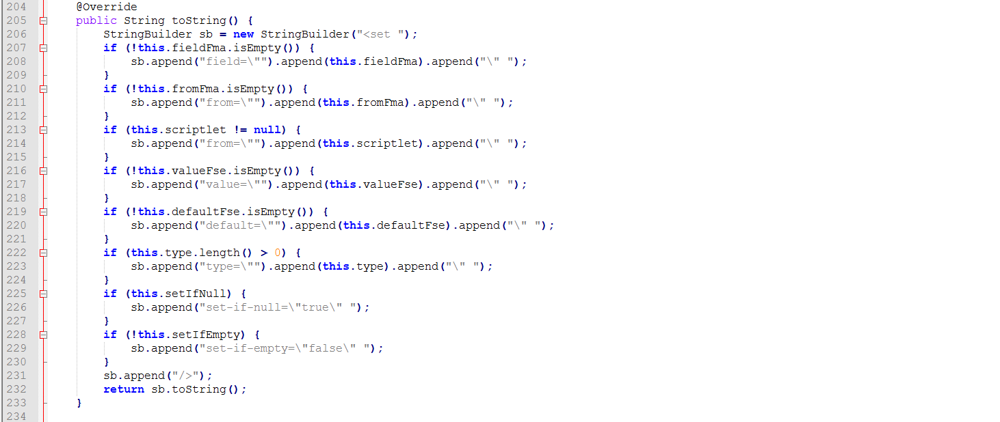 204 @Override
205 public String toString() {
206 StringBuilder sb = new StringBuilder("<set ");
207 if (!this.fieldFma.isEmpty()) {
208 sb.append("field=\"").append(this.fieldFma).append("\" ");
209 }
210 if (!this.fromFma.isEmpty()) {
211 sb.append("from=\"").append(this.fromFma).append("\" ");
212 }
213 if (this.scriptlet != null) {
214 sb.append("from=\"").append(this.scriptlet).append("\" ");
215 }
216 if (!this.valueFse.isEmpty()) {
217 sb.append("value=\"").append(this.valueFse).append("\" ");
218 }
219 if (!this.defaultFse.isEmpty()) {
220 sb.append("default=\"").append(this.defaultFse).append("\" ");
221 }
222 if (this.type.length() > 0) {
223 sb.append("type=\"").append(this.type).append("\" ");
224 }
225 if (this.setIfNull) {
226 sb.append("set-if-null=\"true\" ");
227 }
228 if (!this.setIfEmpty) {
229 sb.append("set-if-empty=\"false\" ");
230 }
231 sb.append("/>");
232 return sb.toString();
233 }
234